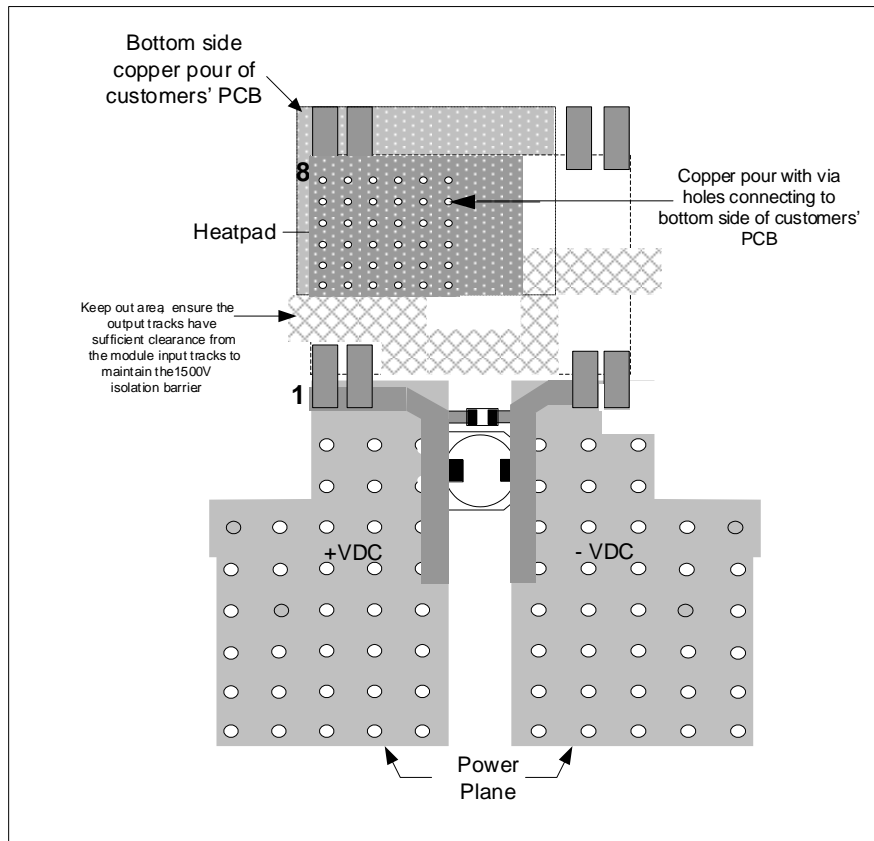 Bottom side
copper pour of
customers' PCB
8
Copper pour with via
holes connecting to
bottom side of customers'
PCB
Heatpad
Keep out area, ensure the
output tracks have
sufficient clearance from
the module input tracks to
maintain the1500V
isolation barrier
1
+VDC
- VDC
Power
Plane